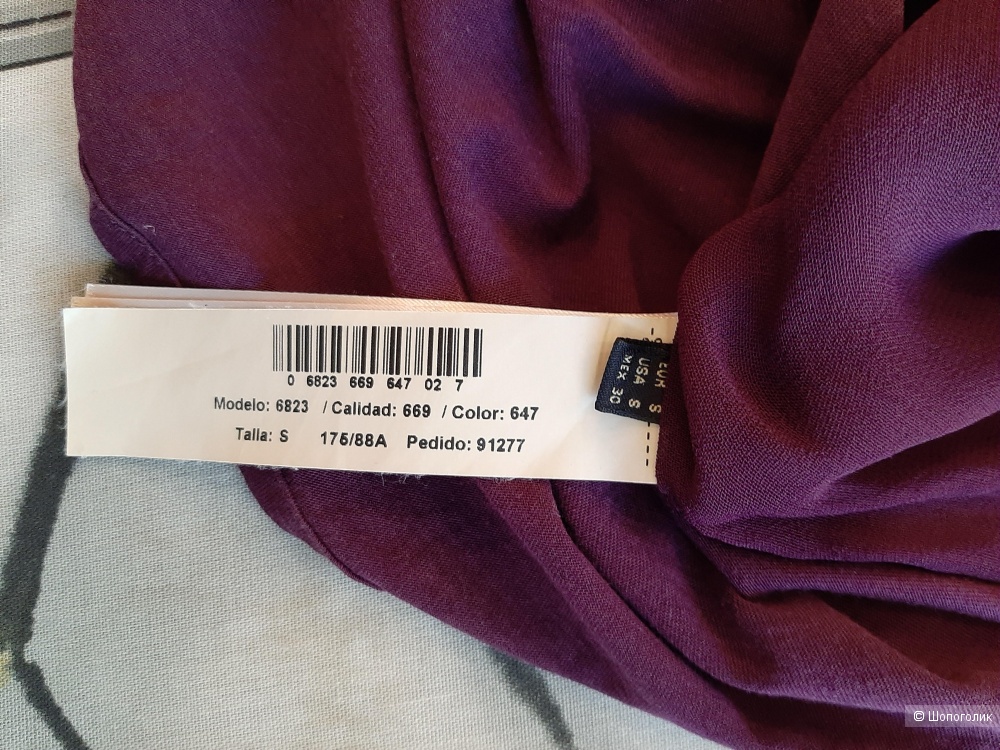 0 6823 669 647 02 7
Modelo: 6823 / Calidad: 669 / Color: 647
Talla: S 175/88A Pedido: 91277
EUR S
USA S
MEX 30
© Шопоголик